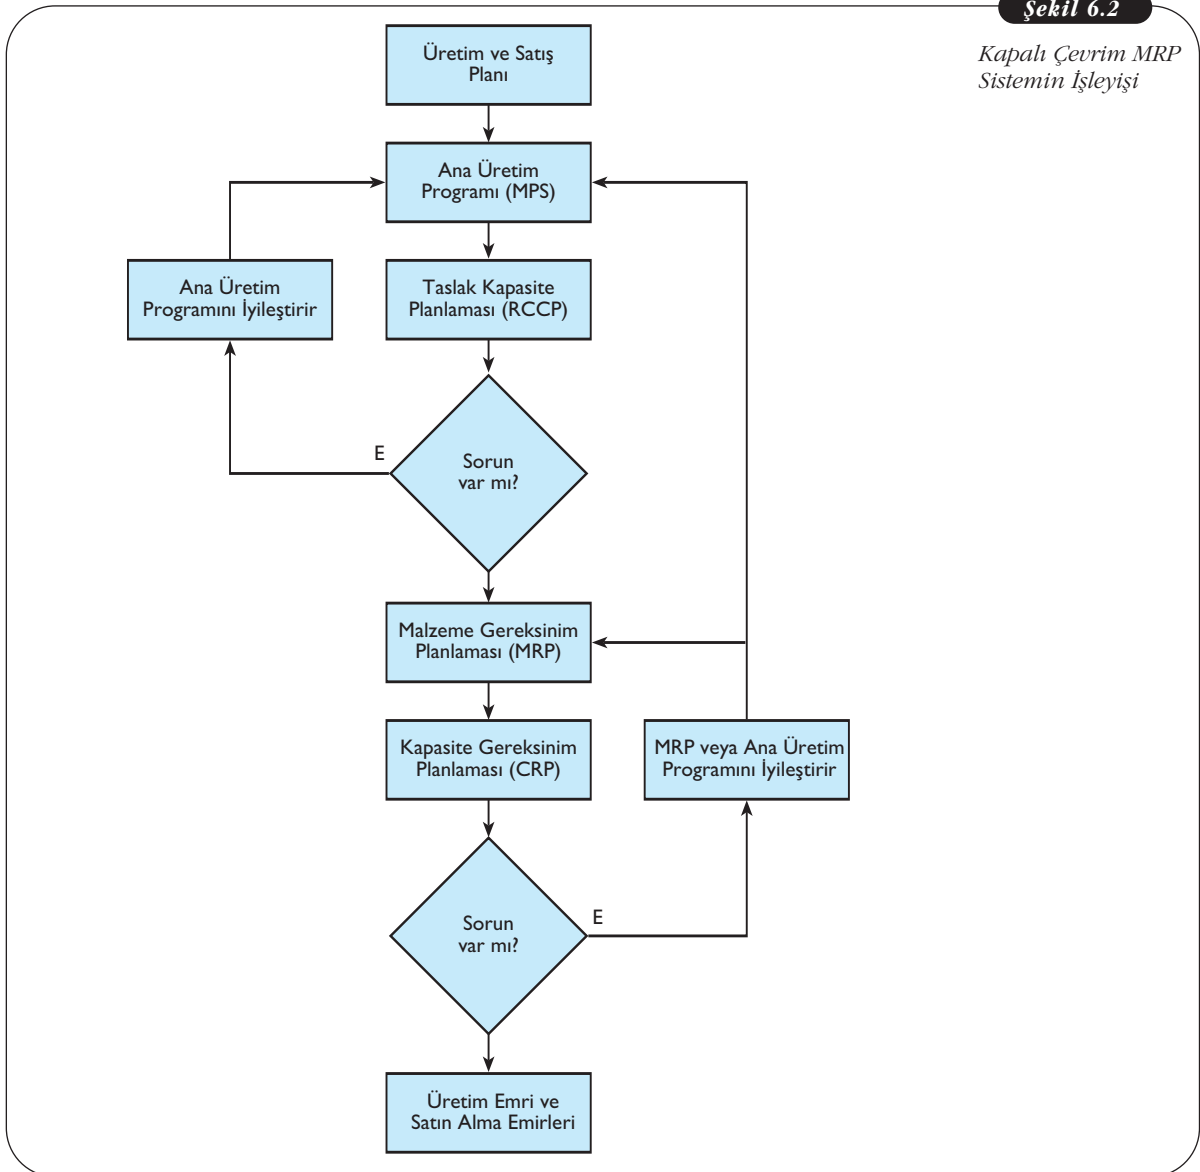 Şekil 6.2
Kapalı Çevrim MRP
Sistemin İşleyişi
Üretim ve Satış
Planı
Ana Üretim
Programı (MPS)
Ana Üretim
Programını İyileştirir
Taslak Kapasite
Planlaması (RCCP)
E
Sorun
var mı?
Malzeme Gereksinim
Planlaması (MRP)
Kapasite Gereksinim
Planlaması (CRP)
MRP veya Ana Üretim
Programını İyileştirir
Sorun
var mı?
E
Üretim Emri ve
Satın Alma Emirleri